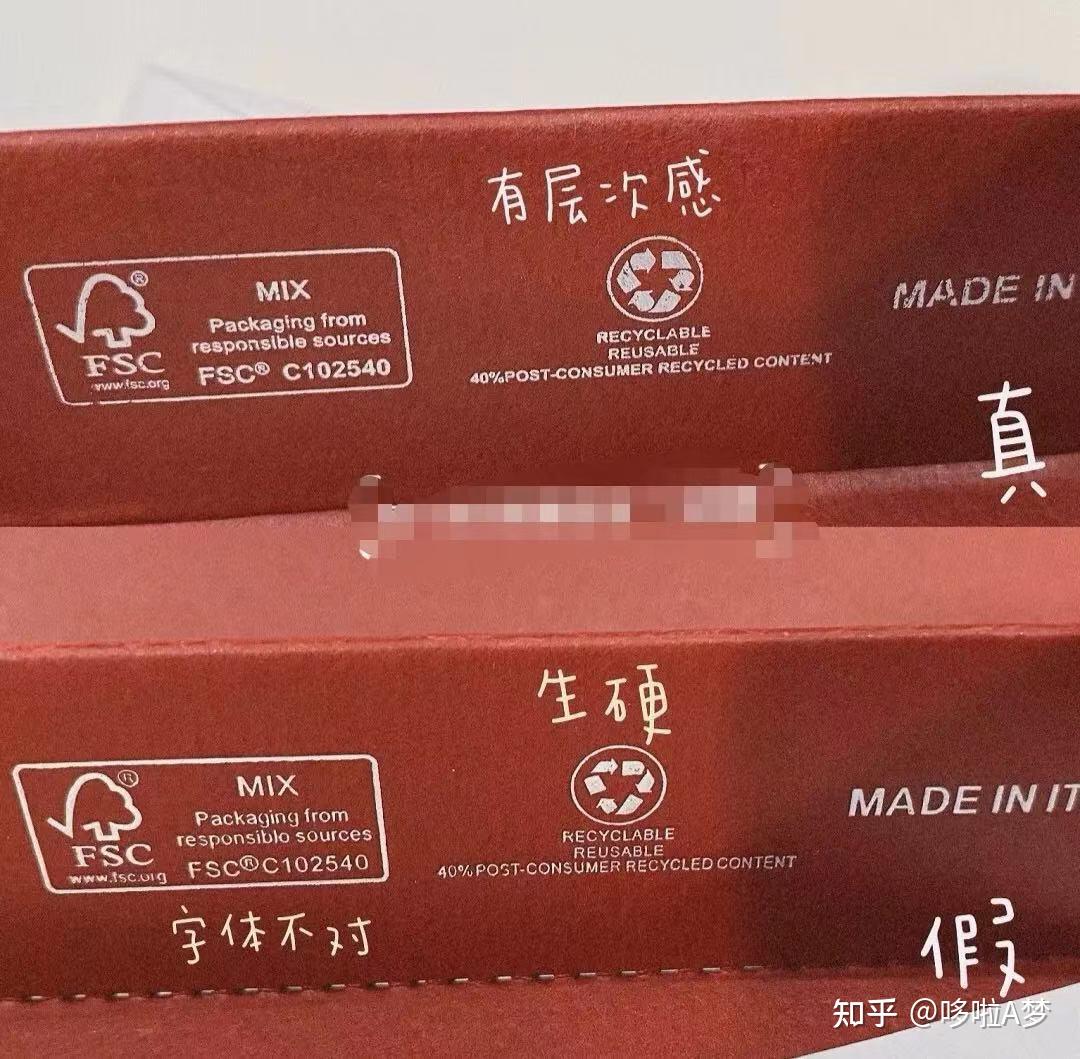 有层次感
MIX
Packaging from
responsible sources
FSC® C102540
®
FSC
www.fsc.org
RECYCLABLE
REUSABLE
40%POST-CONSUMER RECYCLED CONTENT
MADE IN
真
生硬
MIX
Packaging from
responsiblo sources
FSC®C102540
®
FSC
www.fsc.org
RECYCLABLE
REUSABLE
40%POST-CONSUMER RECYCLED CONTENT
MADE IN IT
字体不对
假
知乎 @哆啦A梦